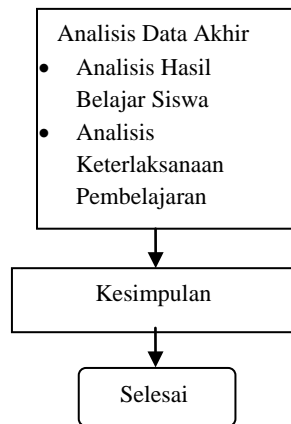 Analisis Data Akhir
• Analisis Hasil
Belajar Siswa
• Analisis
Keterlaksanaan
Pembelajaran
Kesimpulan
Selesai